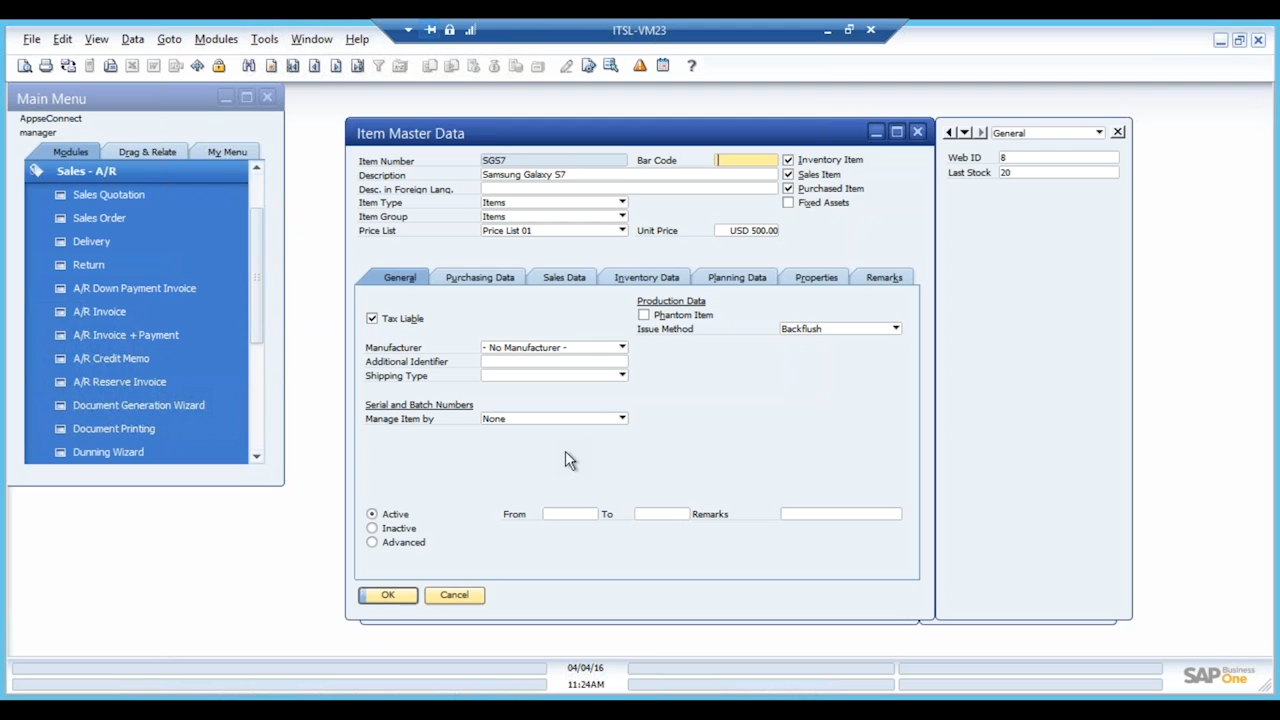 ITSL-VM23
File Edit View Data Goto Modules Tools Window Help
Main Menu
AppseConnect
manager
Modules Drag & Relate My Menu
Sales - A/R
Sales Quotation
Sales Order
Delivery
Return
A/R Down Payment Invoice
A/R Invoice
A/R Invoice + Payment
A/R Credit Memo
A/R Reserve Invoice
Document Generation Wizard
Document Printing
Dunning Wizard
Item Master Data
Item Number SGS7 Bar Code Inventory Item
Description Samsung Galaxy S7 Sales Item
Desc. in Foreign Lang. Purchased Item
Item Type Items Fixed Assets
Item Group Items
Price List Price List 01 Unit Price USD 500.00
General Purchasing Data Sales Data Inventory Data Planning Data Properties Remarks
Production Data
Tax Liable Phantom Item
Issue Method Backflush
Manufacturer - No Manufacturer -
Additional Identifier
Shipping Type
Serial and Batch Numbers
Manage Item by None
Active From To Remarks
Inactive
Advanced
OK Cancel
General
Web ID 8
Last Stock 20
04/04/16
11:24AM
SAP Business One